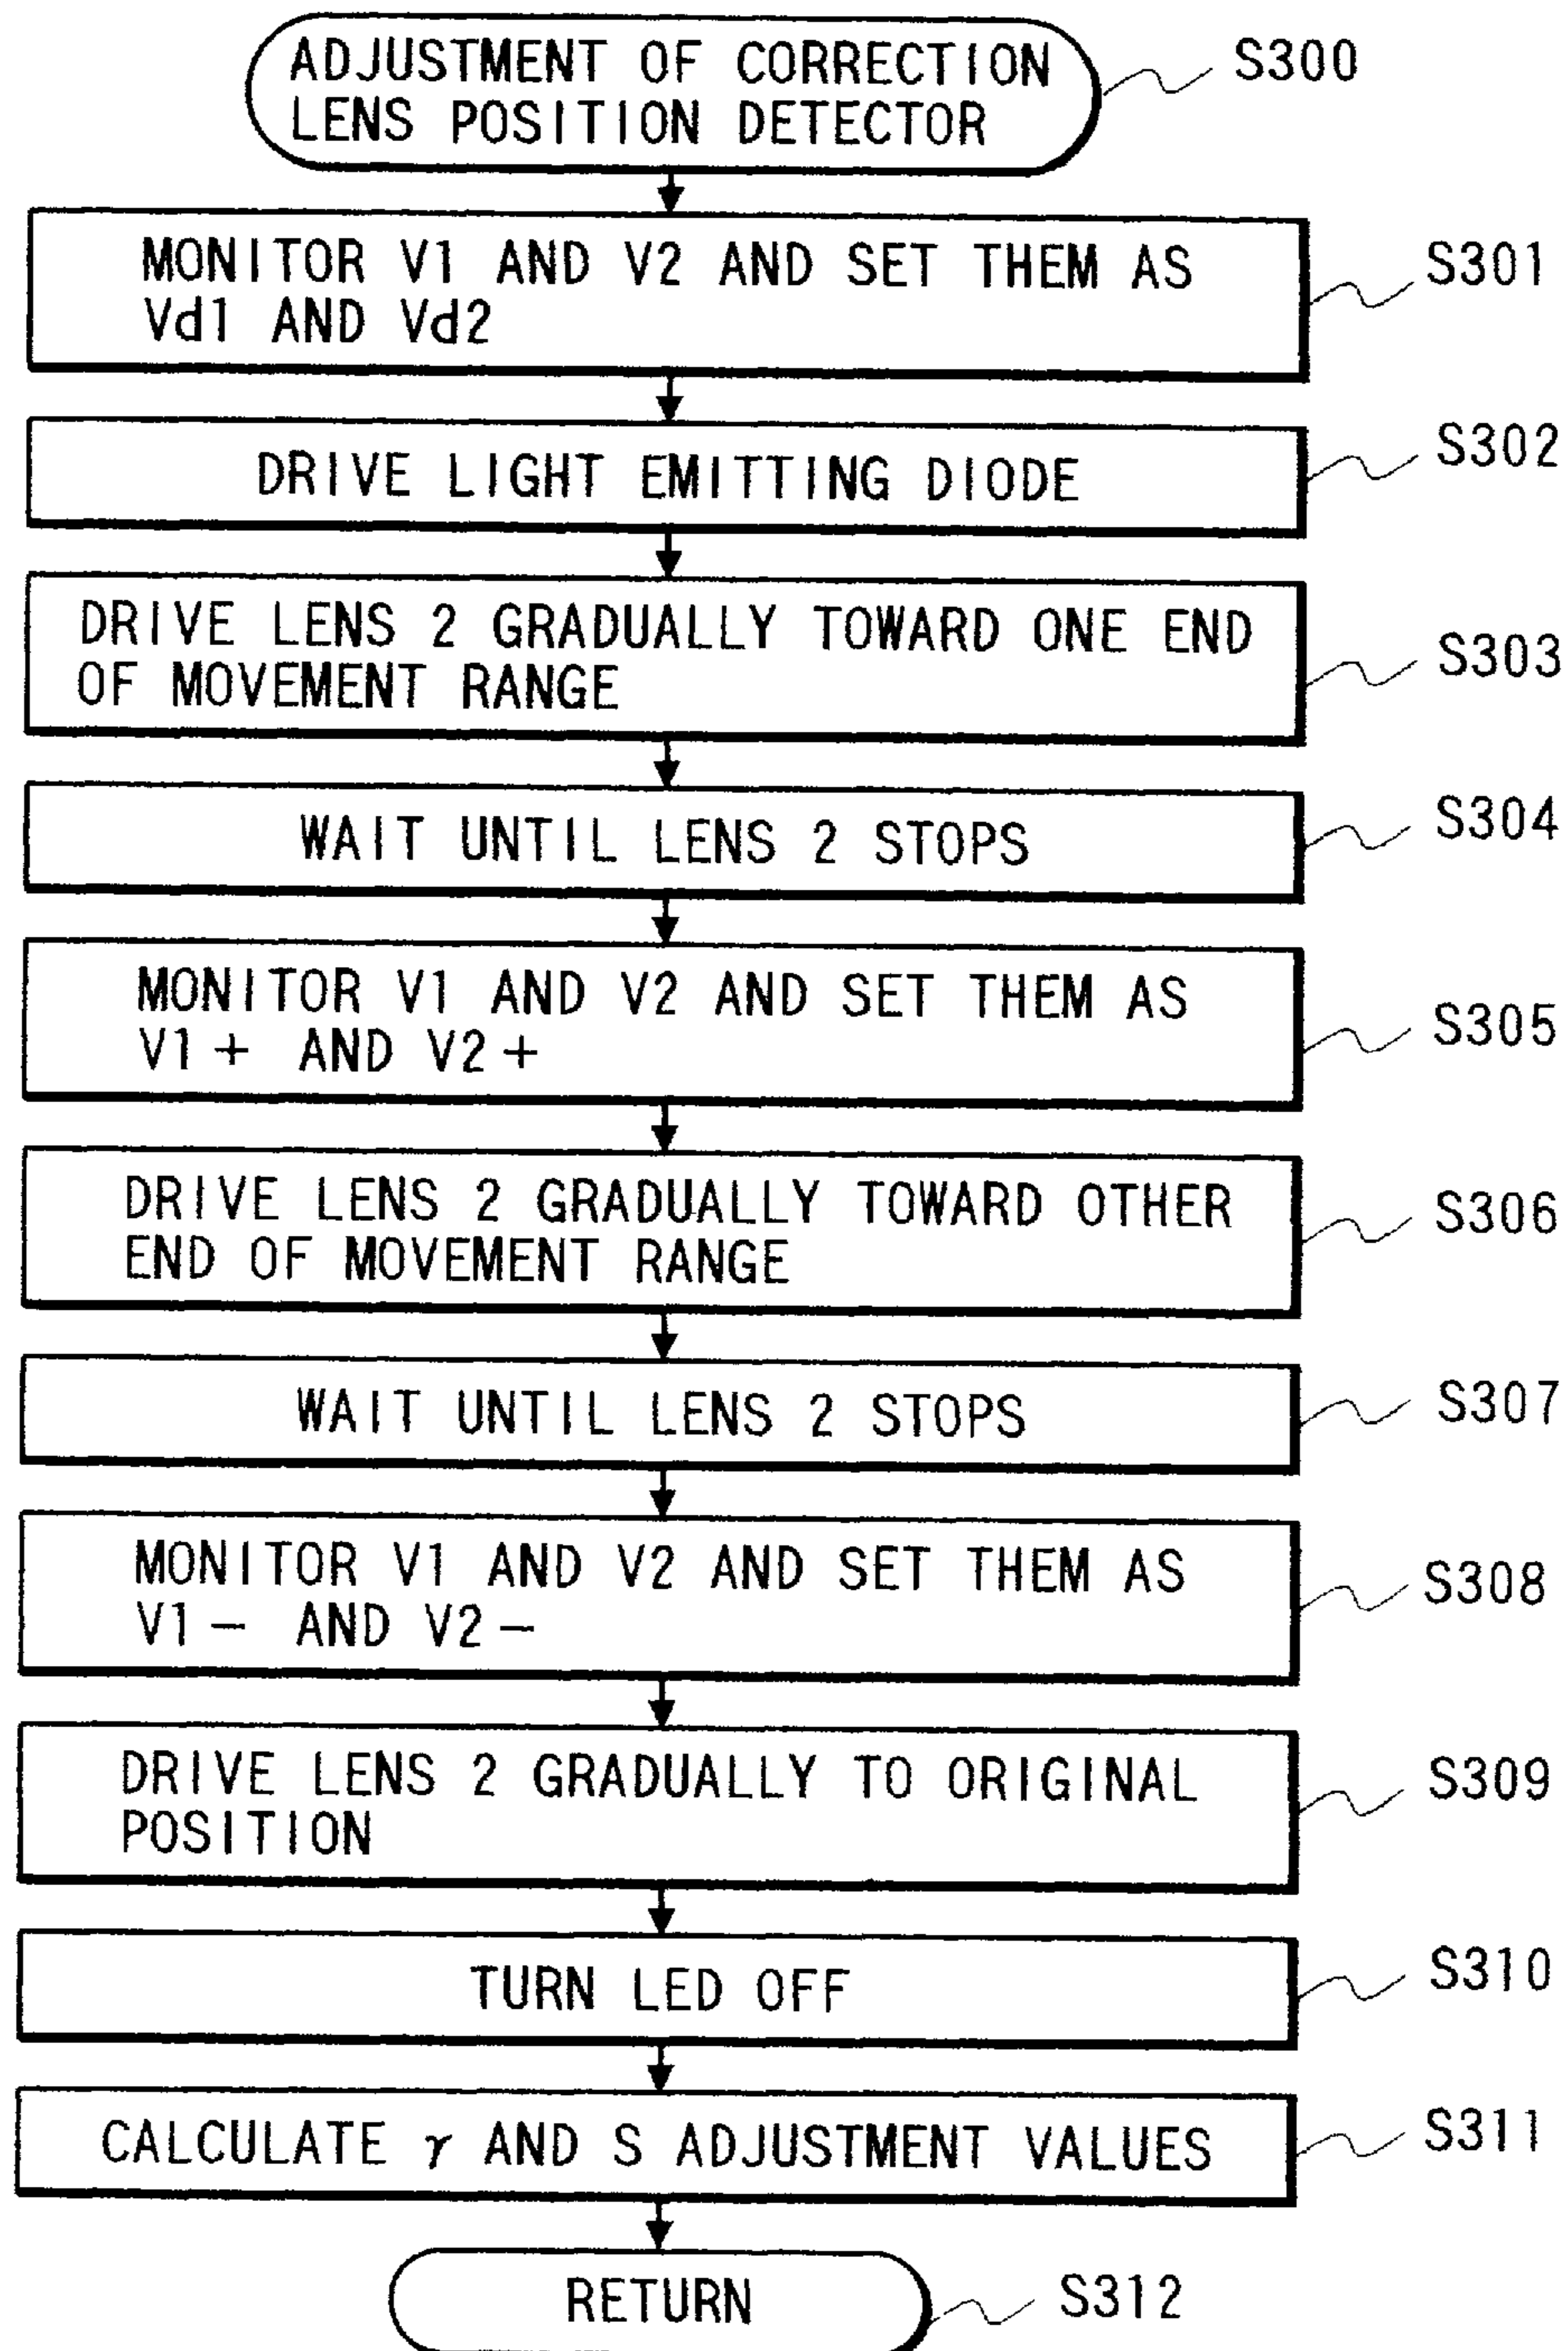 ADJUSTMENT OF CORRECTION
LENS POSITION DETECTOR
S300
MONITOR V1 AND V2 AND SET THEM AS
Vd1 AND Vd2
S301
DRIVE LIGHT EMITTING DIODE
S302
DRIVE LENS 2 GRADUALLY TOWARD ONE END
OF MOVEMENT RANGE
S303
WAIT UNTIL LENS 2 STOPS
S304
MONITOR V1 AND V2 AND SET THEM AS
V1+ AND V2+
S305
DRIVE LENS 2 GRADUALLY TOWARD OTHER
END OF MOVEMENT RANGE
S306
WAIT UNTIL LENS 2 STOPS
S307
MONITOR V1 AND V2 AND SET THEM AS
V1− AND V2−
S308
DRIVE LENS 2 GRADUALLY TO ORIGINAL
POSITION
S309
TURN LED OFF
S310
CALCULATE γ AND S ADJUSTMENT VALUES
S311
RETURN
S312